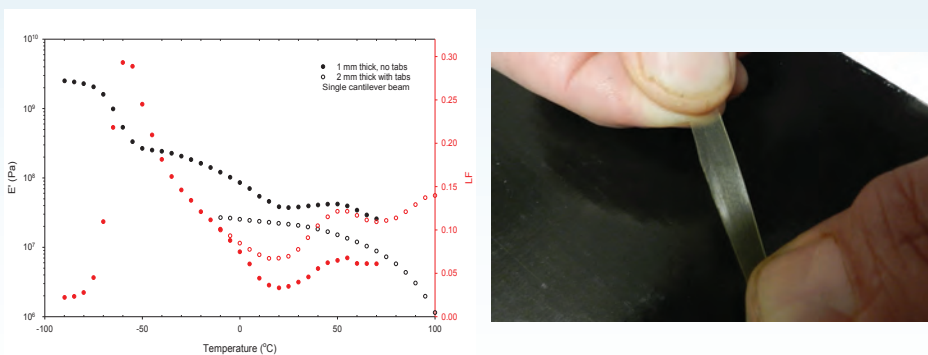 10¹⁰
10⁹
10⁸
10⁷
10⁶
E' (Pa)
1 mm thick, no tabs
2 mm thick with tabs
Single cantilever beam
0.30
0.25
0.20
0.15
0.10
0.05
0.00
LF
-100
-50
0
50
100
Temperature (°C)